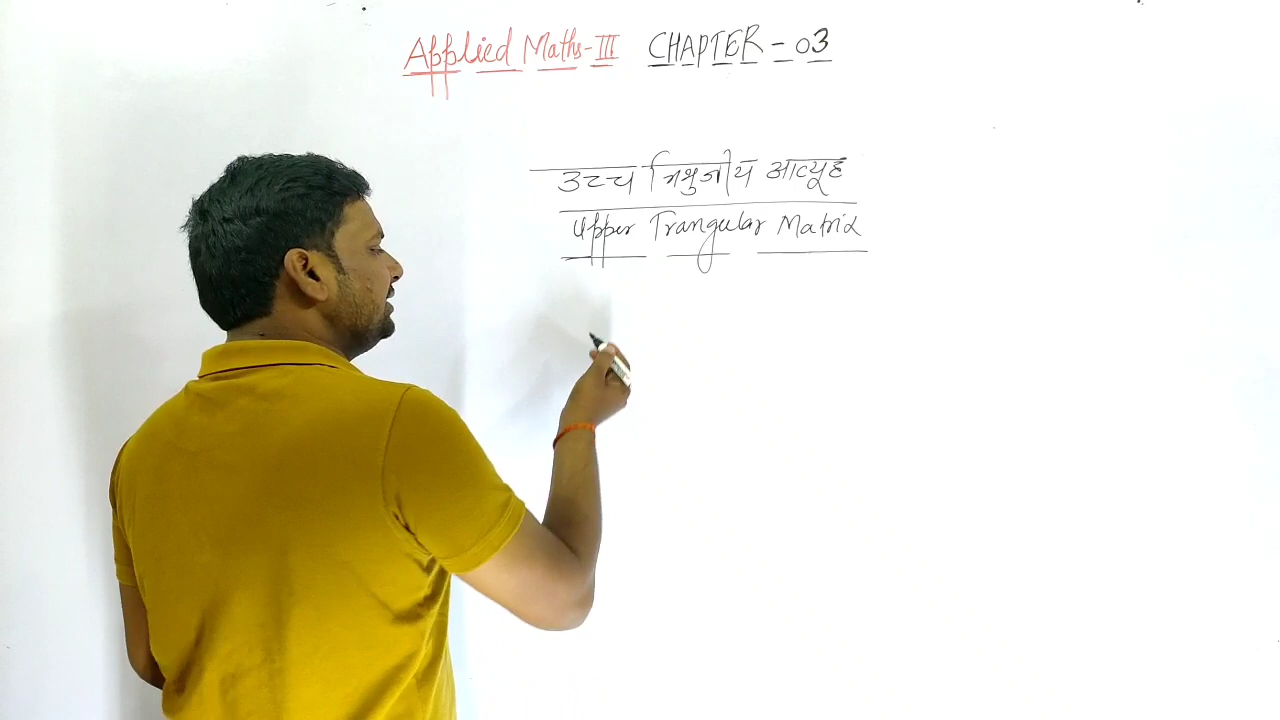 Applied Maths-III CHAPTER-03
उच्च त्रिभुजीय आव्यूह
Upper Trangular Matrix